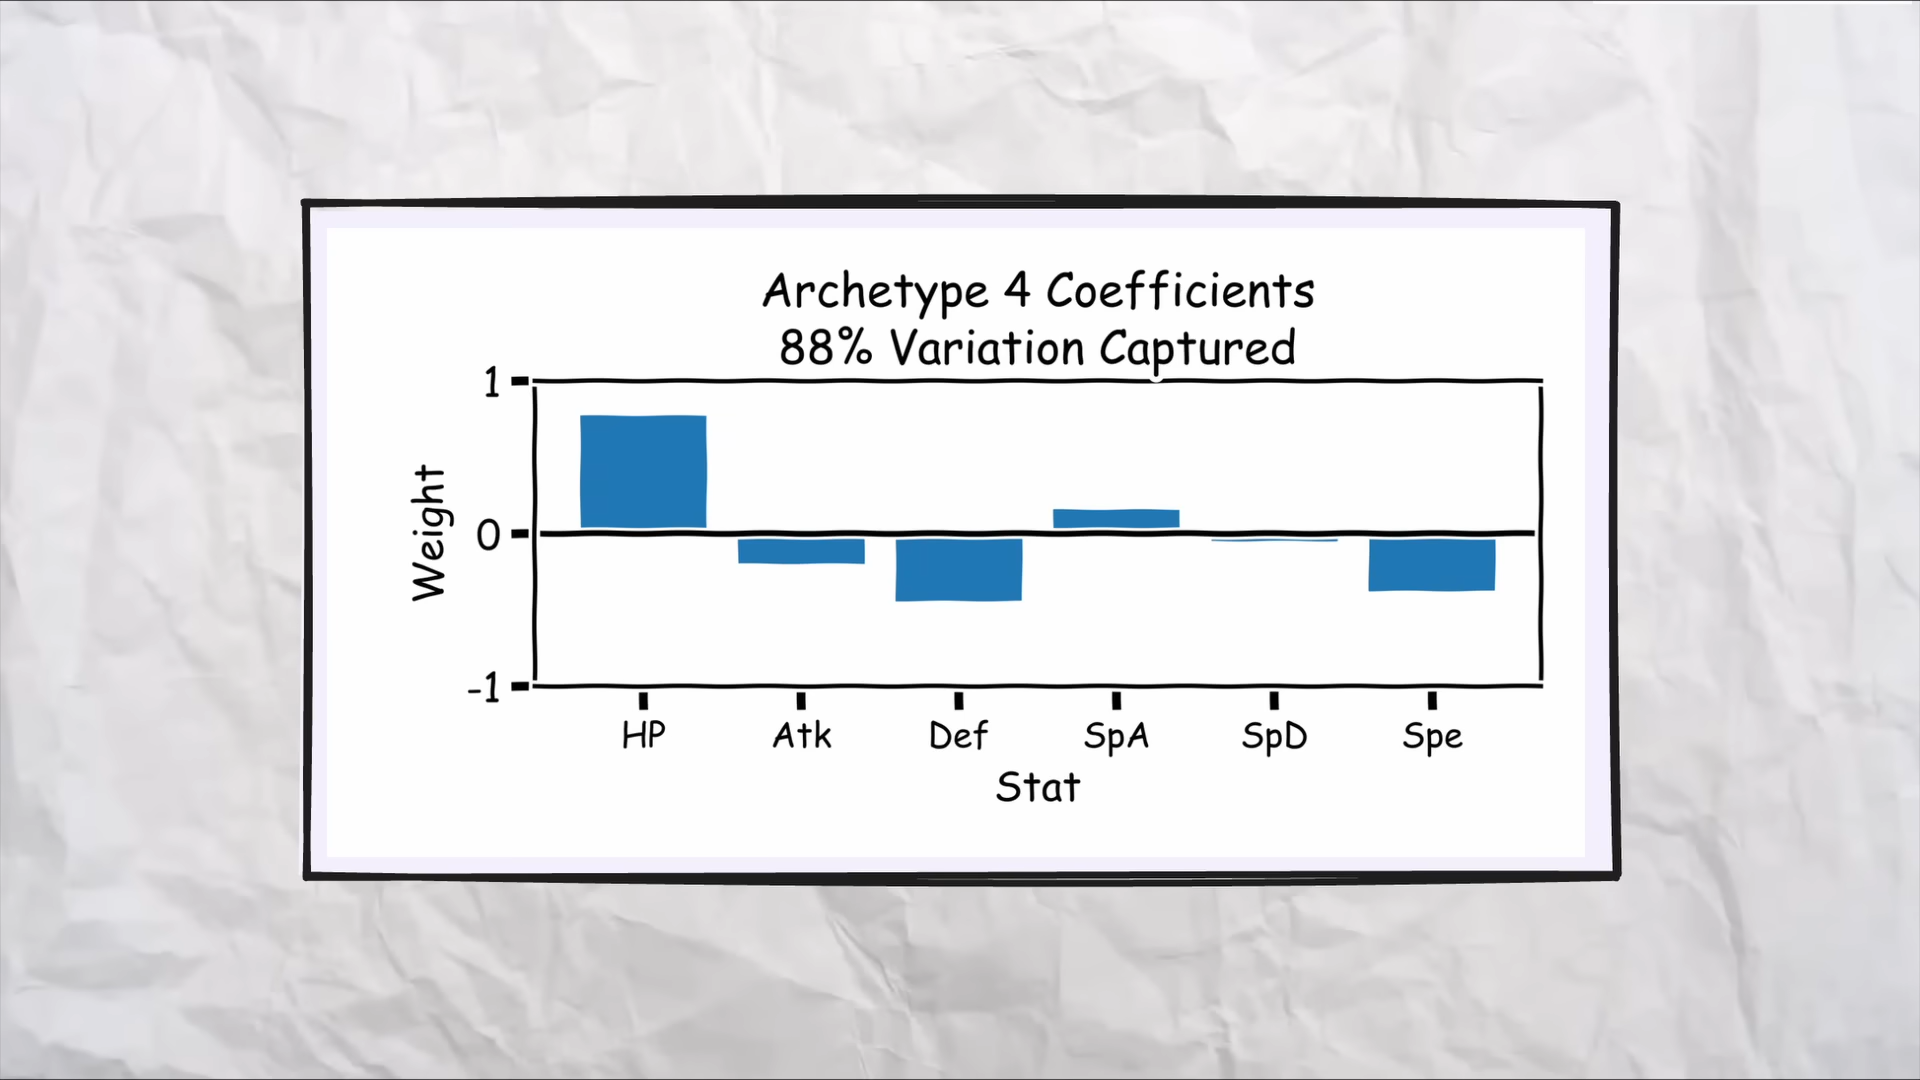 Archetype 4 Coefficients
88% Variation Captured
1
0
-1
Weight
HP Atk Def SpA SpD Spe
Stat